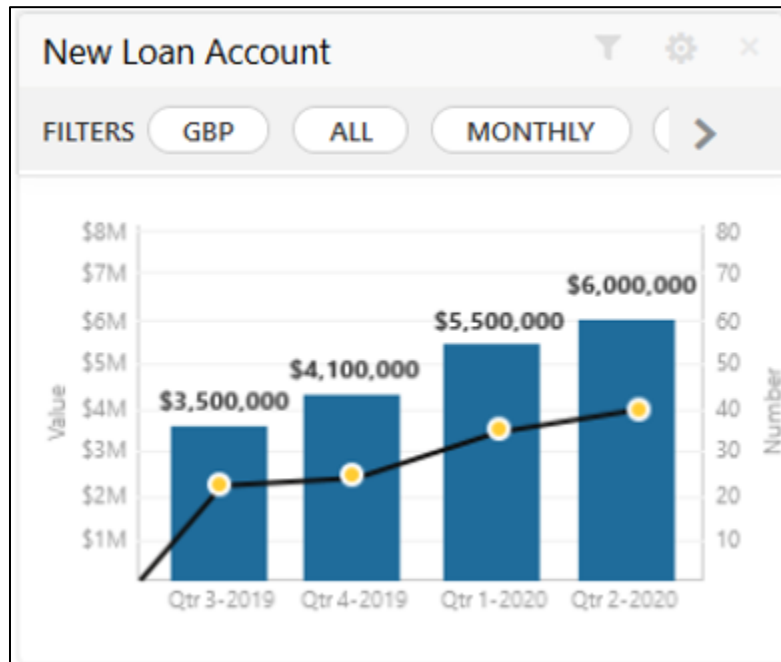 New Loan Account
FILTERS GBP ALL MONTHLY
$8M 80
$7M 70
$6,000,000
$6M $5,500,000 60
$5M 50
$4,100,000
$4M $3,500,000 40
Value Number
$3M 30
$2M 20
$1M 10
Qtr 3-2019 Qtr 4-2019 Qtr 1-2020 Qtr 2-2020